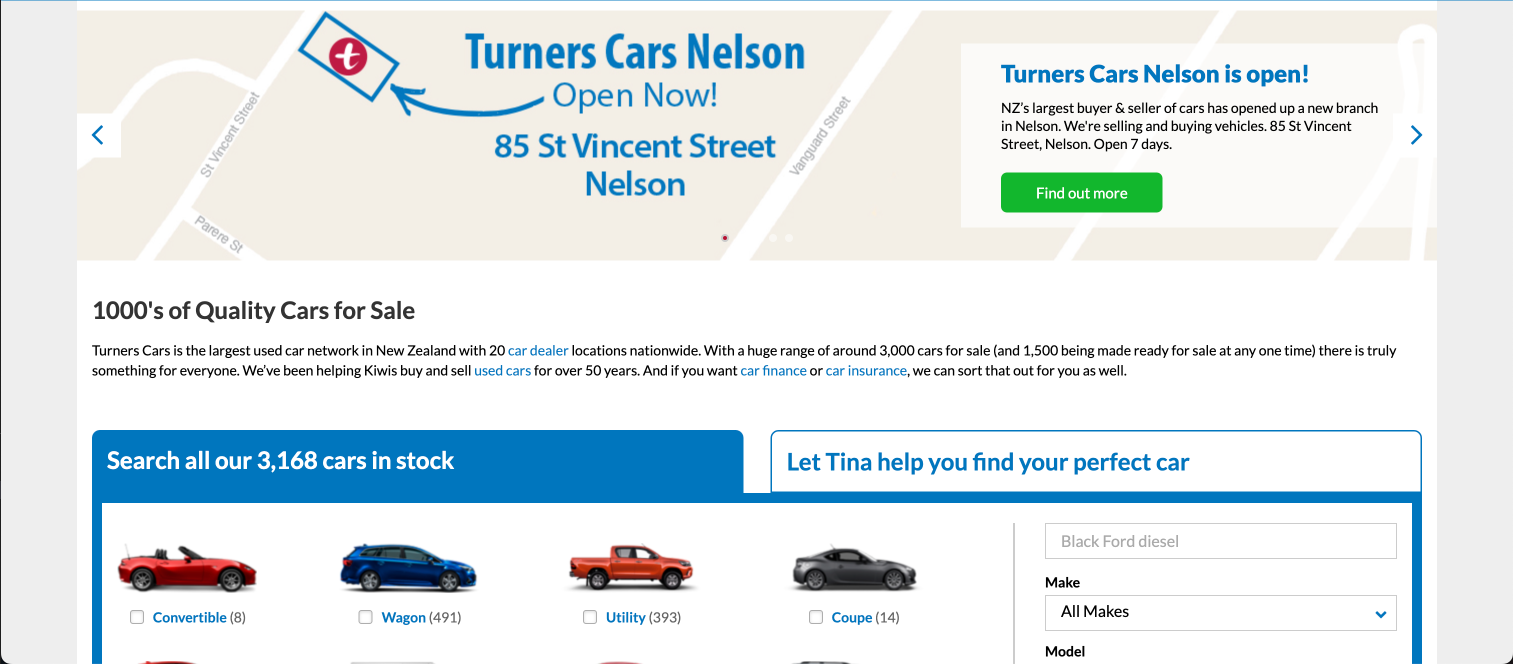 t
Turners Cars Nelson
Open Now!
85 St Vincent Street
Nelson
St Vincent Street
Parere St
Vanguard Street
Turners Cars Nelson is open!
NZ’s largest buyer & seller of cars has opened up a new branch
in Nelson. We're selling and buying vehicles. 85 St Vincent
Street, Nelson. Open 7 days.
Find out more
1000's of Quality Cars for Sale
Turners Cars is the largest used car network in New Zealand with 20 car dealer locations nationwide. With a huge range of around 3,000 cars for sale (and 1,500 being made ready for sale at any one time) there is truly
something for everyone. We’ve been helping Kiwis buy and sell used cars for over 50 years. And if you want car finance or car insurance, we can sort that out for you as well.
Search all our 3,168 cars in stock
Let Tina help you find your perfect car
Convertible (8)
Wagon (491)
Utility (393)
Coupe (14)
Black Ford diesel
Make
All Makes
Model